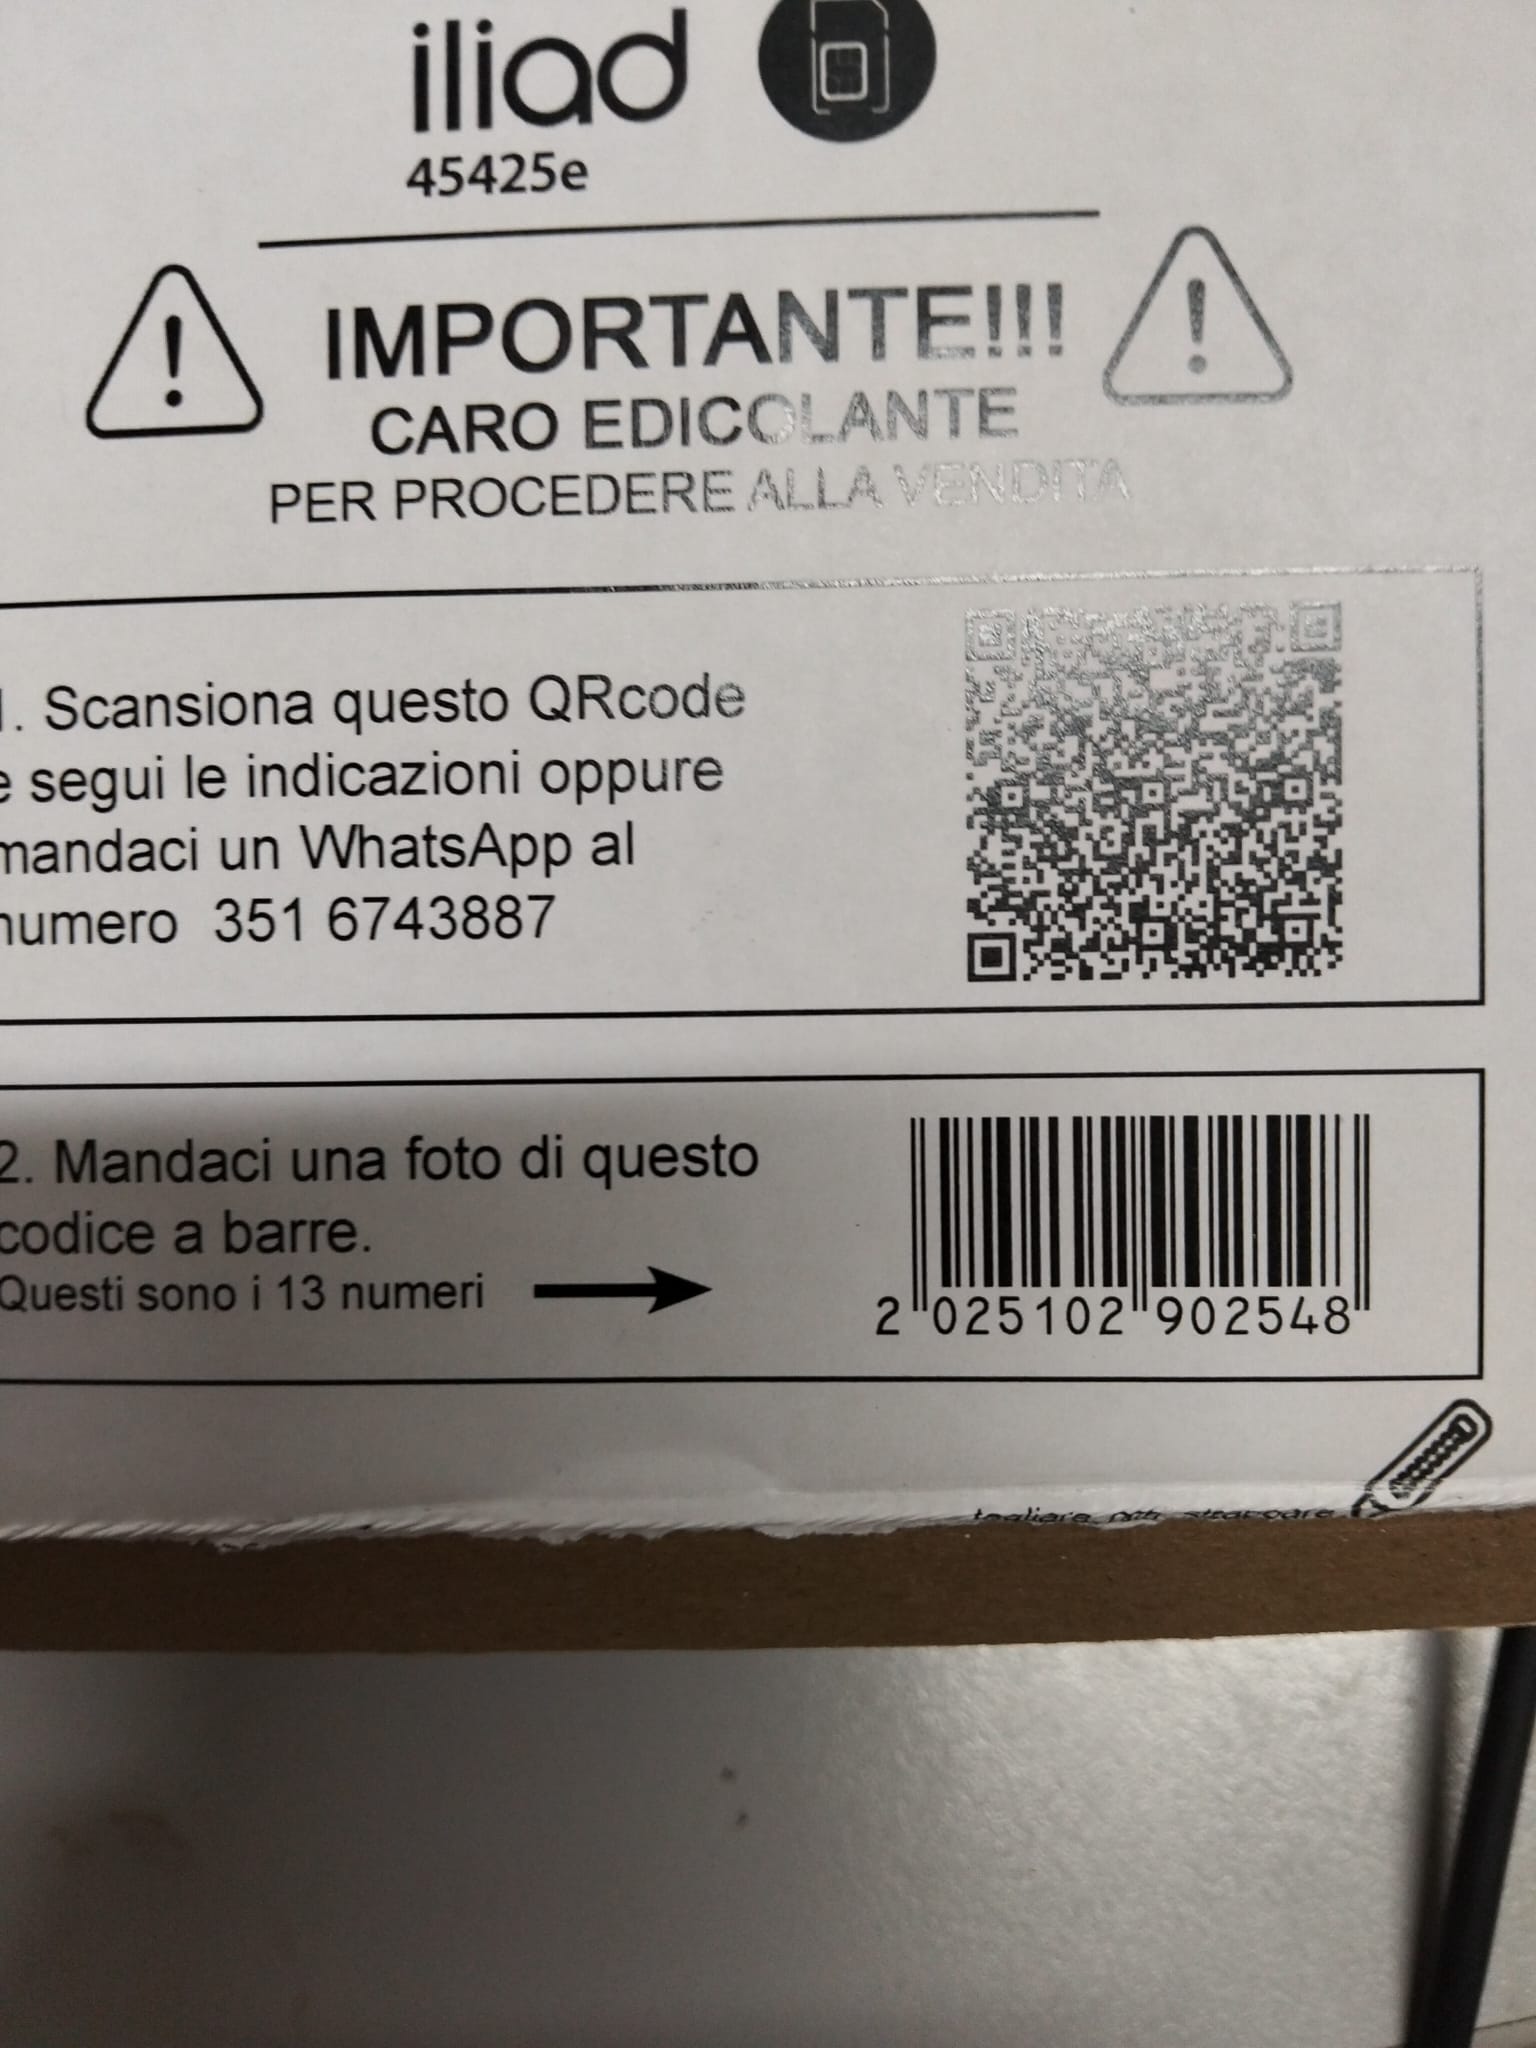 iliad
45425e
IMPORTANTE!!!
CARO EDICOLANTE
PER PROCEDERE ALLA VENDITA
1. Scansiona questo QRcode
e segui le indicazioni oppure
mandaci un WhatsApp al
numero 351 6743887
2. Mandaci una foto di questo
codice a barre.
Questi sono i 13 numeri
2 025102 902548
tagliare